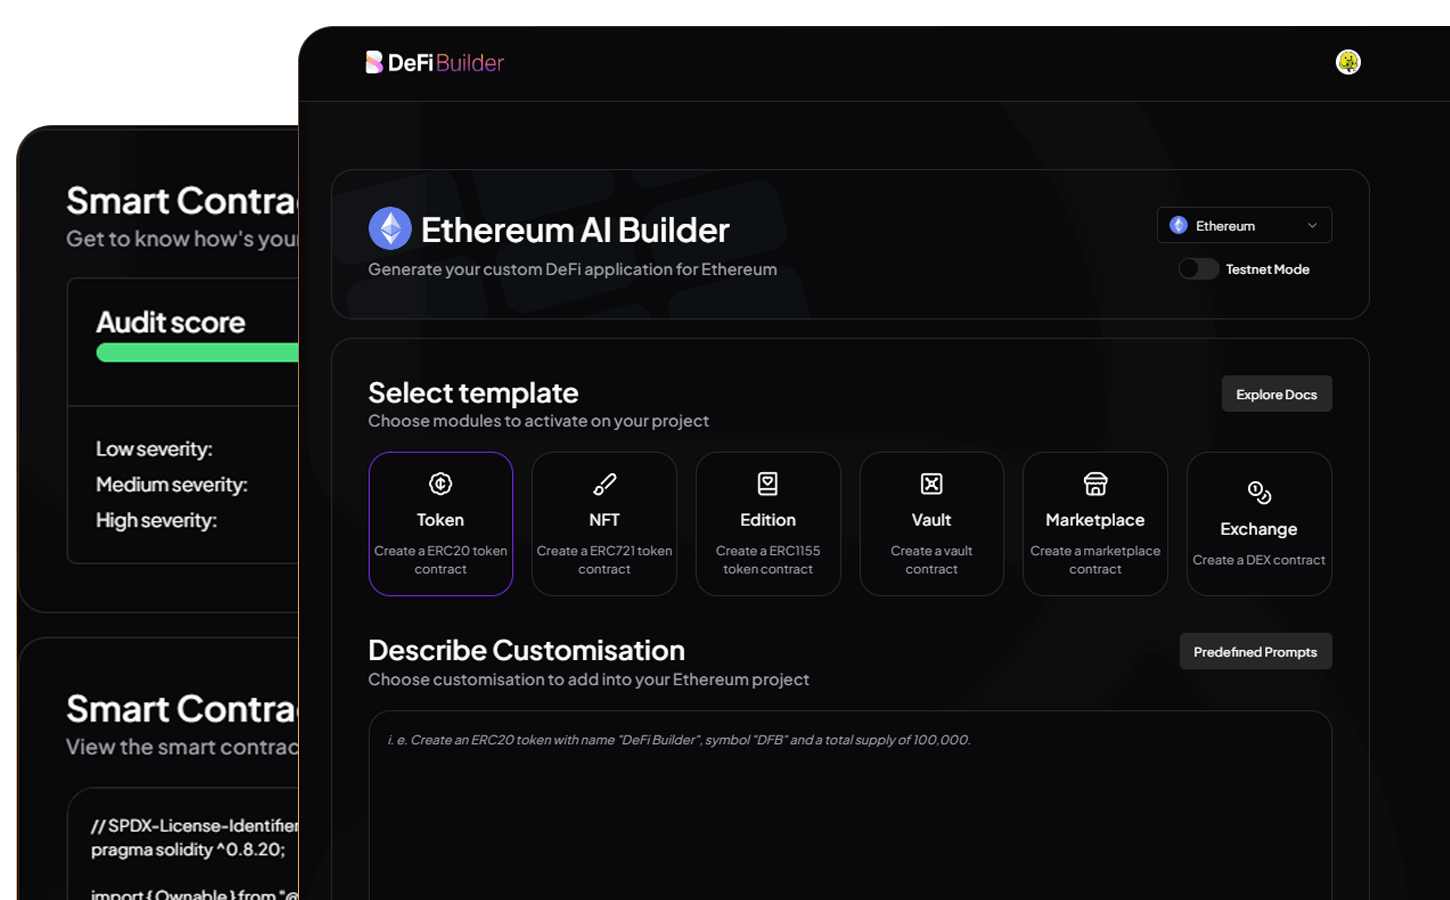 DeFi Builder
Smart Contra
Get to know how's your
Audit score
Low severity:
Medium severity:
High severity:
Smart Contra
View the smart contrac
// SPDX-License-Identifier
pragma solidity ^0.8.20;
import { Ownable } from "@
Ethereum AI Builder
Generate your custom DeFi application for Ethereum
Ethereum
Testnet Mode
Select template
Choose modules to activate on your project
Explore Docs
Token
Create a ERC20 token
contract
NFT
Create a ERC721 token
contract
Edition
Create a ERC1155
token contract
Vault
Create a vault
contract
Marketplace
Create a marketplace
contract
Exchange
Create a DEX contract
Describe Customisation
Choose customisation to add into your Ethereum project
Predefined Prompts
i. e. Create an ERC20 token with name "DeFi Builder", symbol "DFB" and a total supply of 100,000.